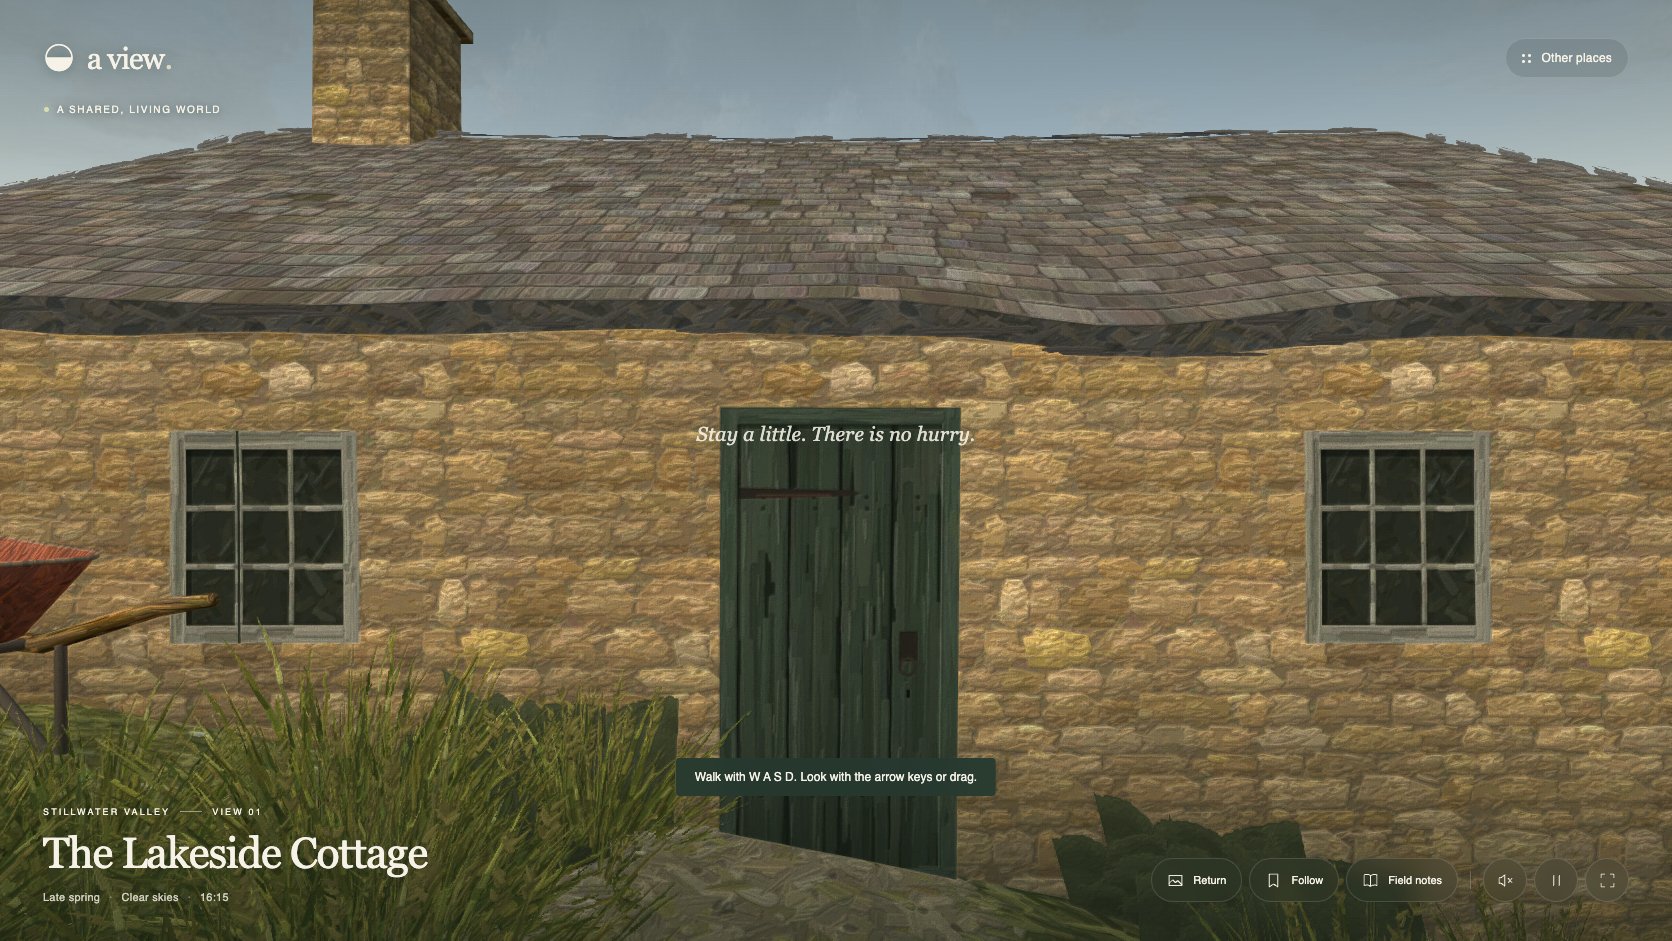 a view.
Other places
A SHARED, LIVING WORLD
Stay a little. There is no hurry.
Walk with W A S D. Look with the arrow keys or drag.
STILLWATER VALLEY — VIEW 01
The Lakeside Cottage
Late spring · Clear skies · 16:15
Return
Follow
Field notes